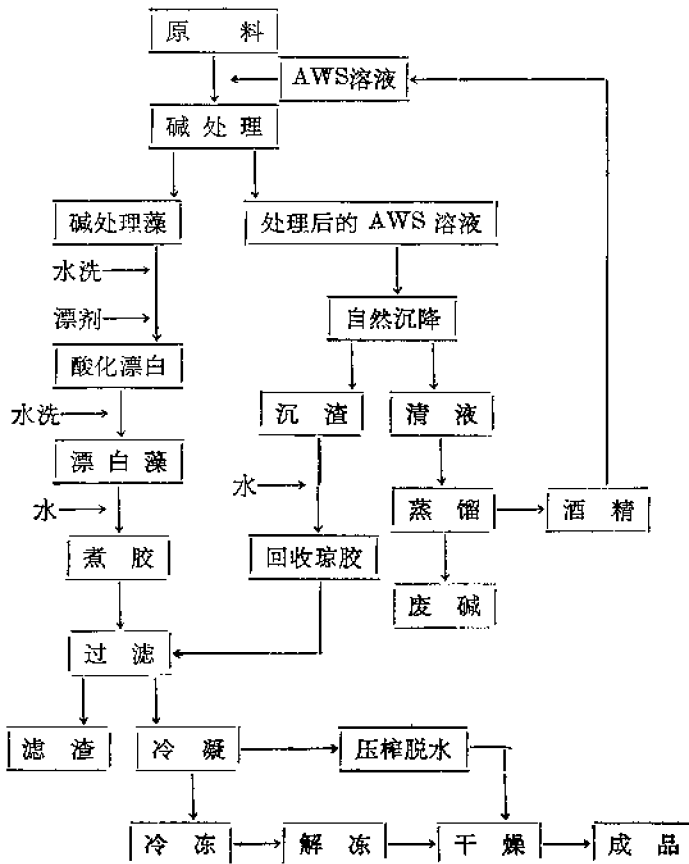 原料
AWS溶液
碱处理
碱处理藻
处理后的 AWS 溶液
水洗
漂剂
自然沉降
酸化漂白
水洗
沉渣
清液
漂白藻
水
水
蒸馏
酒精
煮胶
回收琼胶
废碱
过滤
滤渣
冷凝
压榨脱水
冷冻
解冻
干燥
成品